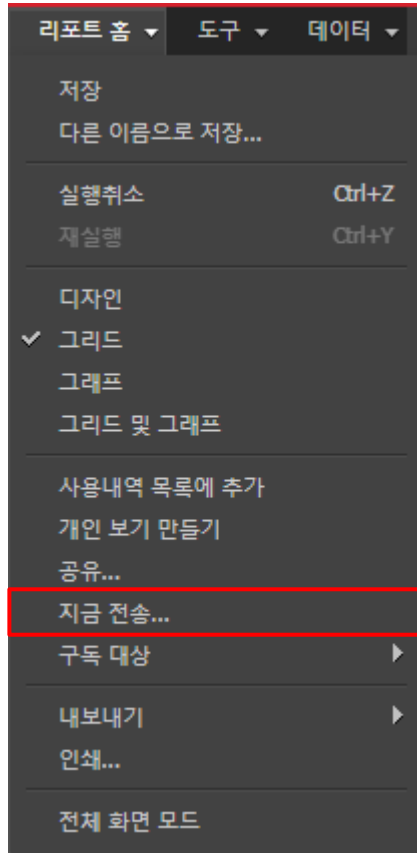 리포트 홈 도구 데이터
저장
다른 이름으로 저장...
실행취소 Ctrl+Z
재실행 Ctrl+Y
디자인
그리드
그래프
그리드 및 그래프
사용내역 목록에 추가
개인 보기 만들기
공유...
지금 전송...
구독 대상
내보내기
인쇄...
전체 화면 모드